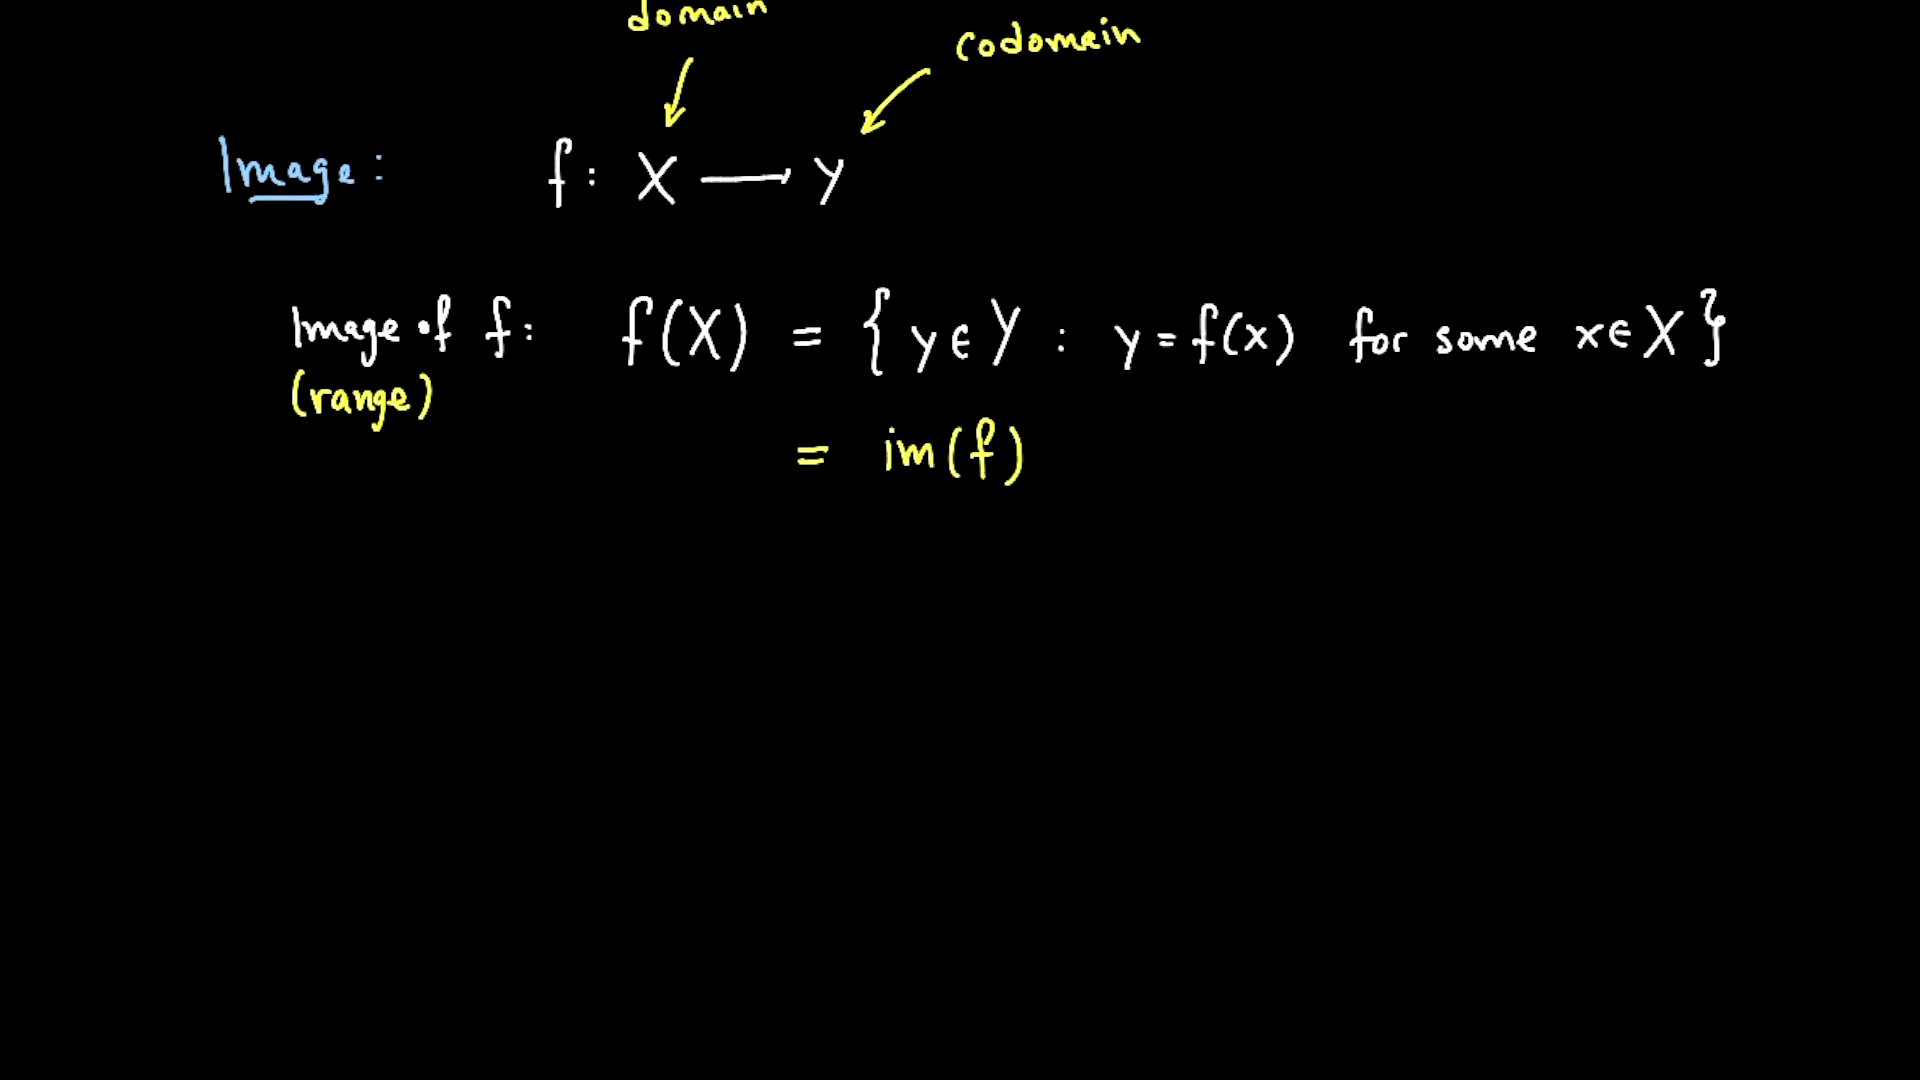 domain
codomain
Image: f: X → Y
Image of f: f(X) = { y ∈ Y : y = f(x) for some x ∈ X }
(range)
= im(f)